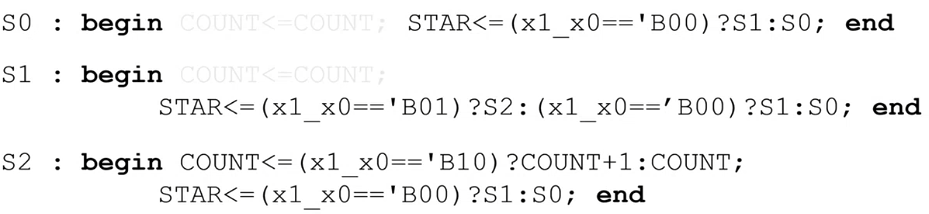 S0 : begin COUNT<=COUNT; STAR<=(x1_x0=='B00)?S1:S0; end
S1 : begin COUNT<=COUNT;
STAR<=(x1_x0=='B01)?S2:(x1_x0==’B00)?S1:S0; end
S2 : begin COUNT<=(x1_x0=='B10)?COUNT+1:COUNT;
STAR<=(x1_x0=='B00)?S1:S0; end